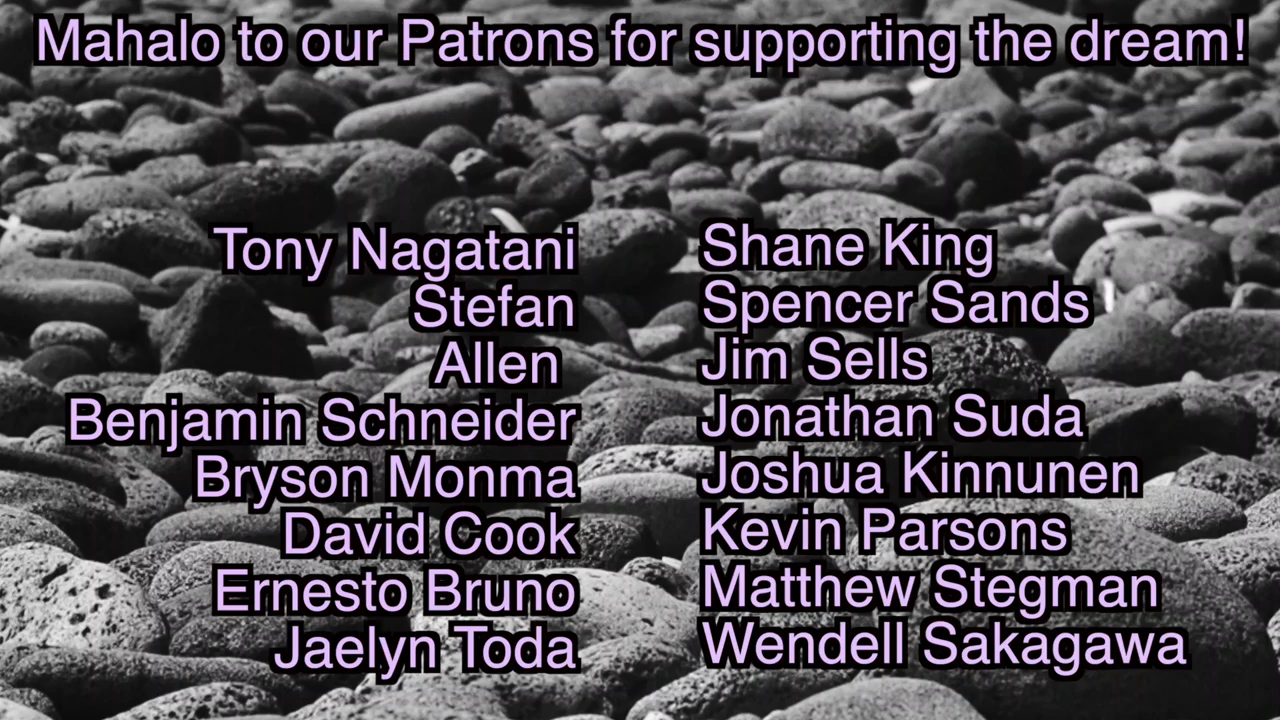 Mahalo to our Patrons for supporting the dream!
Tony Nagatani
Stefan
Allen
Benjamin Schneider
Bryson Monma
David Cook
Ernesto Bruno
Jaelyn Toda
Shane King
Spencer Sands
Jim Sells
Jonathan Suda
Joshua Kinnunen
Kevin Parsons
Matthew Stegman
Wendell Sakagawa